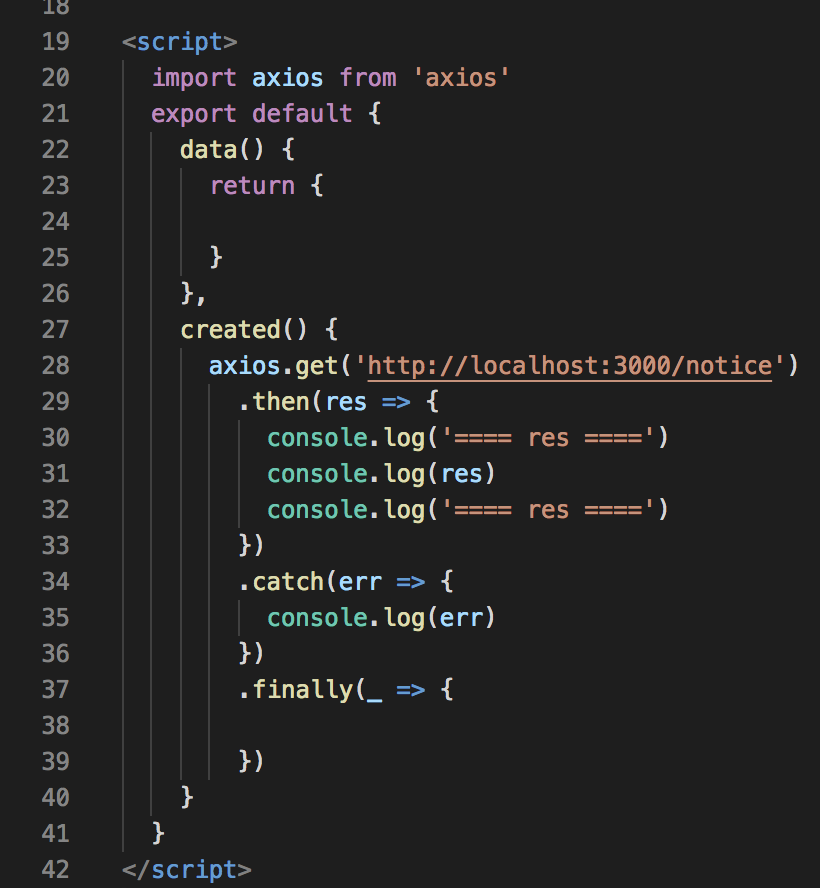 18
19 <script>
20 import axios from 'axios'
21 export default {
22 data() {
23 return {
24
25 }
26 },
27 created() {
28 axios.get('http://localhost:3000/notice')
29 .then(res => {
30 console.log('==== res ====')
31 console.log(res)
32 console.log('==== res ====')
33 })
34 .catch(err => {
35 console.log(err)
36 })
37 .finally(_ => {
38
39 })
40 }
41 }
42 </script>